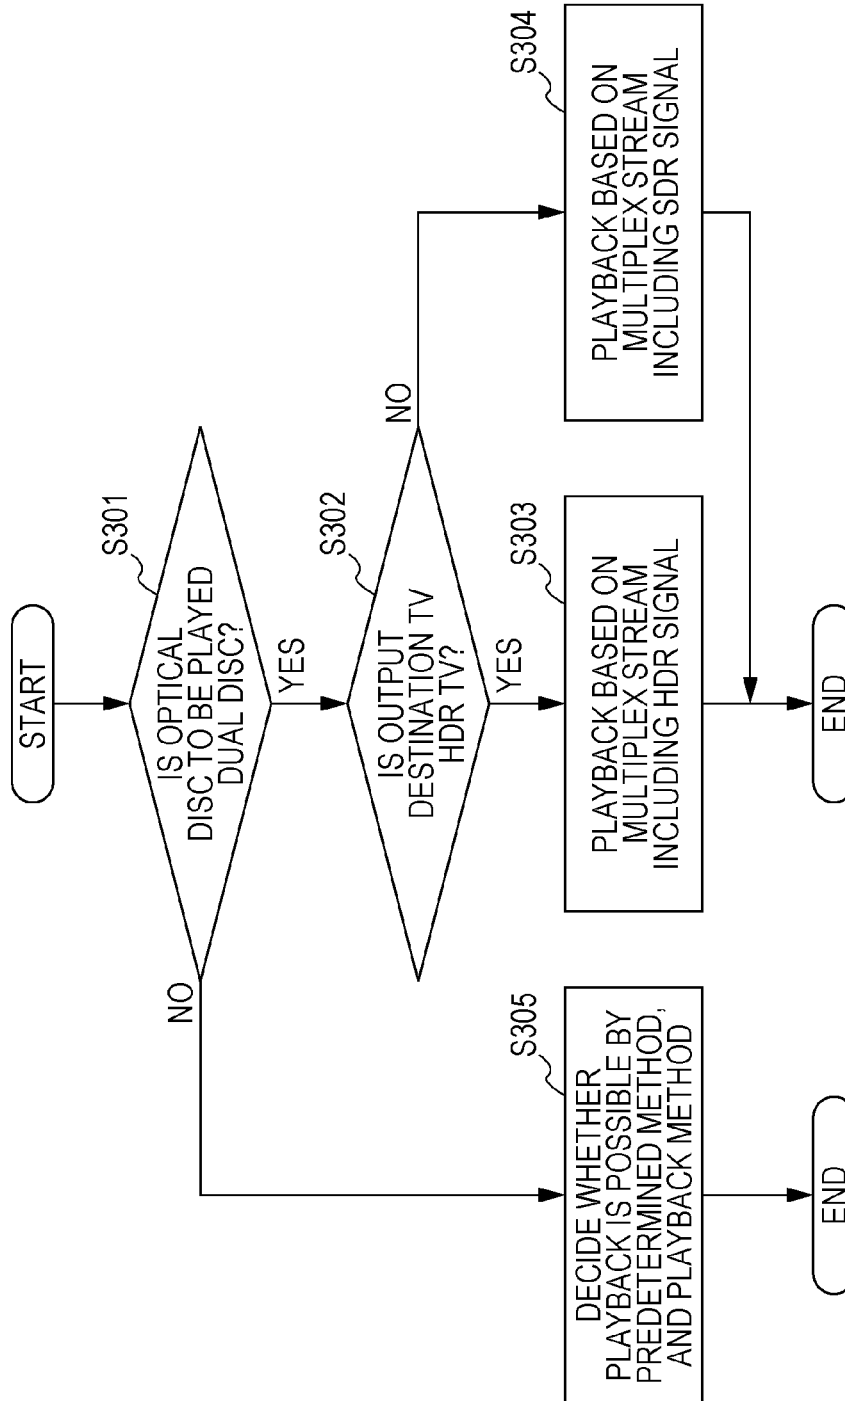 START
S301
IS OPTICAL
DISC TO BE PLAYED
DUAL DISC?
NO
YES
S302
IS OUTPUT
DESTINATION TV
HDR TV?
NO
YES
S305
DECIDE WHETHER
PLAYBACK IS POSSIBLE BY
PREDETERMINED METHOD,
AND PLAYBACK METHOD
S303
PLAYBACK BASED ON
MULTIPLEX STREAM
INCLUDING HDR SIGNAL
S304
PLAYBACK BASED ON
MULTIPLEX STREAM
INCLUDING SDR SIGNAL
END
END